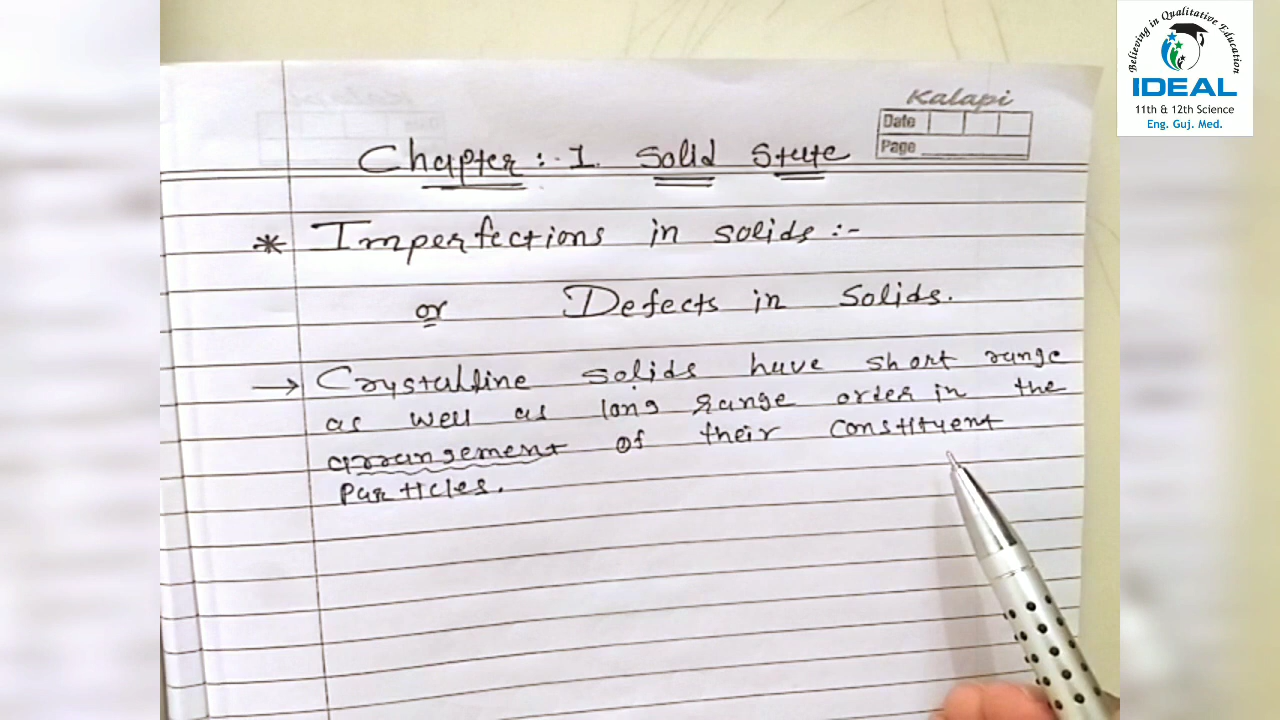 Believing in Qualitative Education
IDEAL
11th & 12th Science
Eng. Guj. Med.
Kalapi
Date
Page
Chapter :- 1. Solid State
* Imperfections in solids :-
or Defects in Solids.
→ Crystalline solids have short range
as well as long range order in the
arrangement of their constituent
Particles.